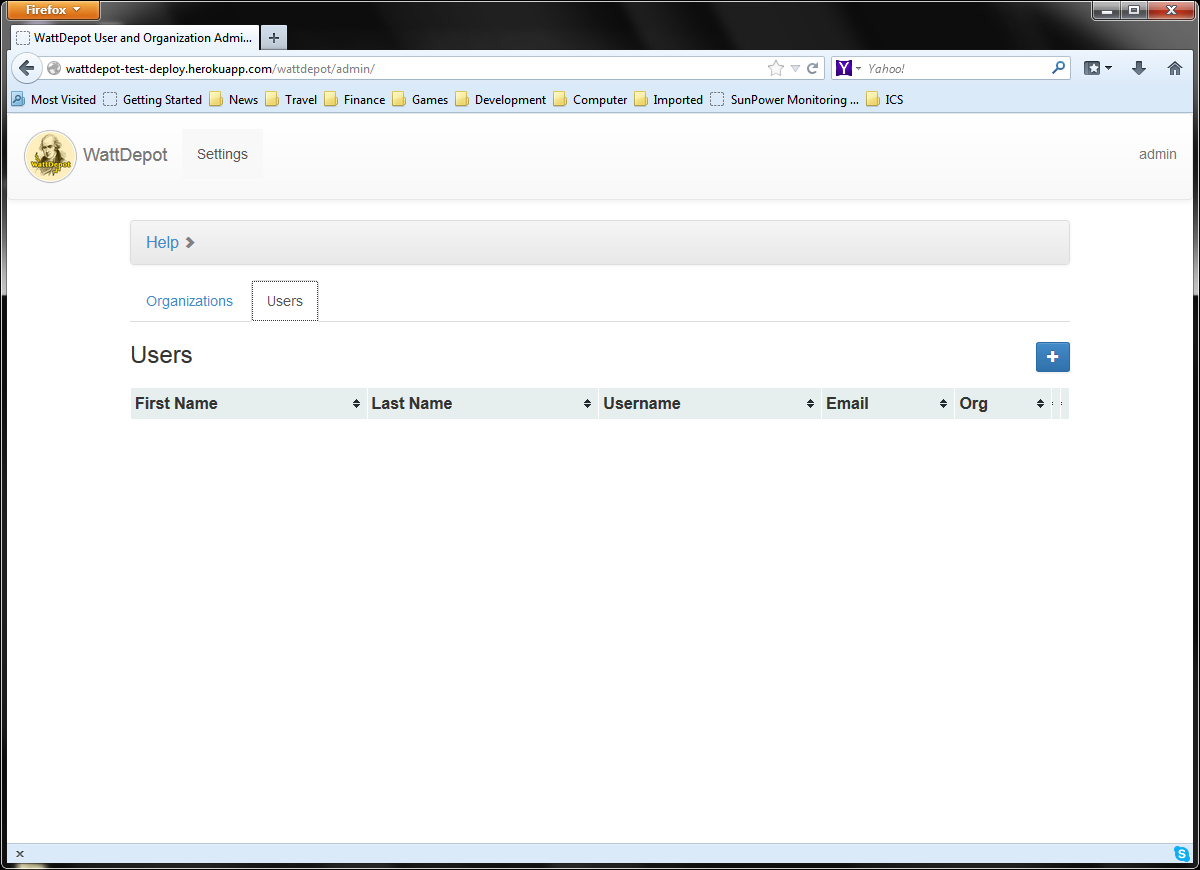 Firefox
WattDepot User and Organization Admi...
wattdepot-test-deploy.herokuapp.com/wattdepot/admin/
Yahoo!
Most Visited Getting Started News Travel Finance Games Development Computer Imported SunPower Monitoring ... ICS
WattDepot
WattDepot Settings admin
Help
Organizations Users
Users
First Name Last Name Username Email Org